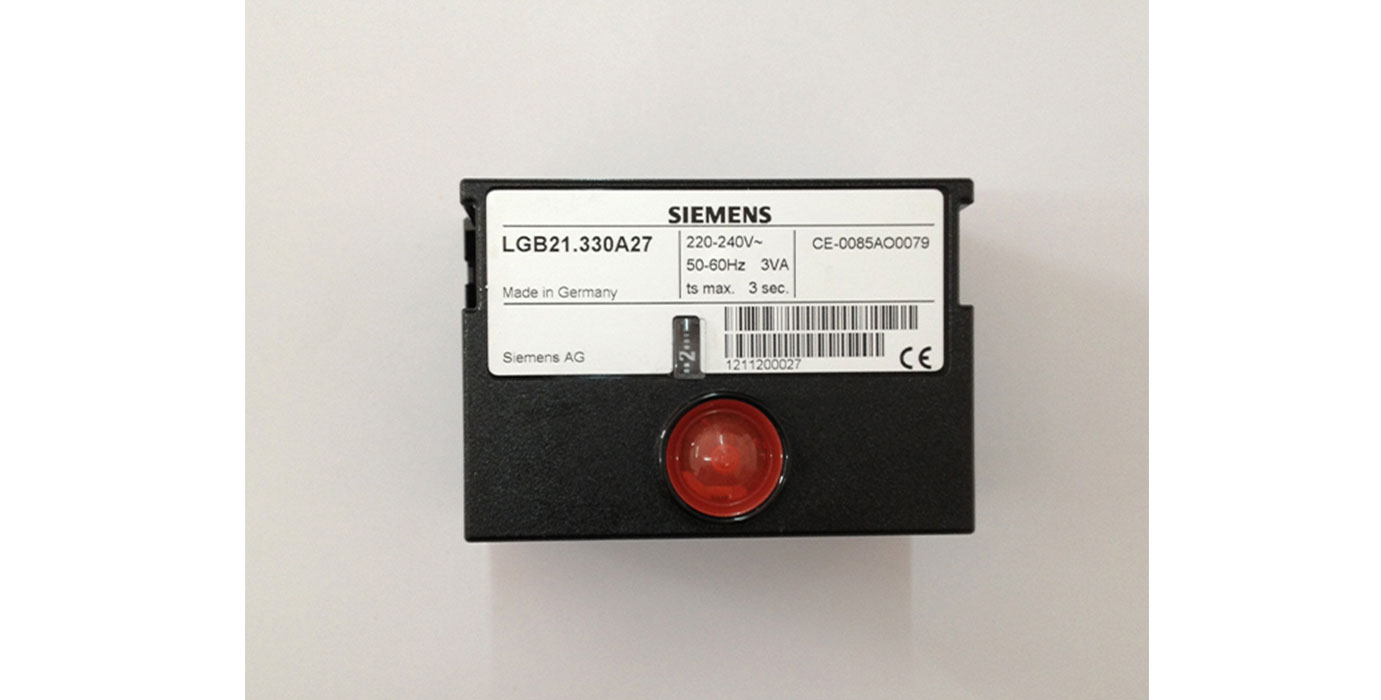 SIEMENS
LGB21.330A27
220-240V~
50-60Hz 3VA
ts max. 3 sec.
CE-0085AO0079
Made in Germany
Siemens AG
2
1211200027
CE